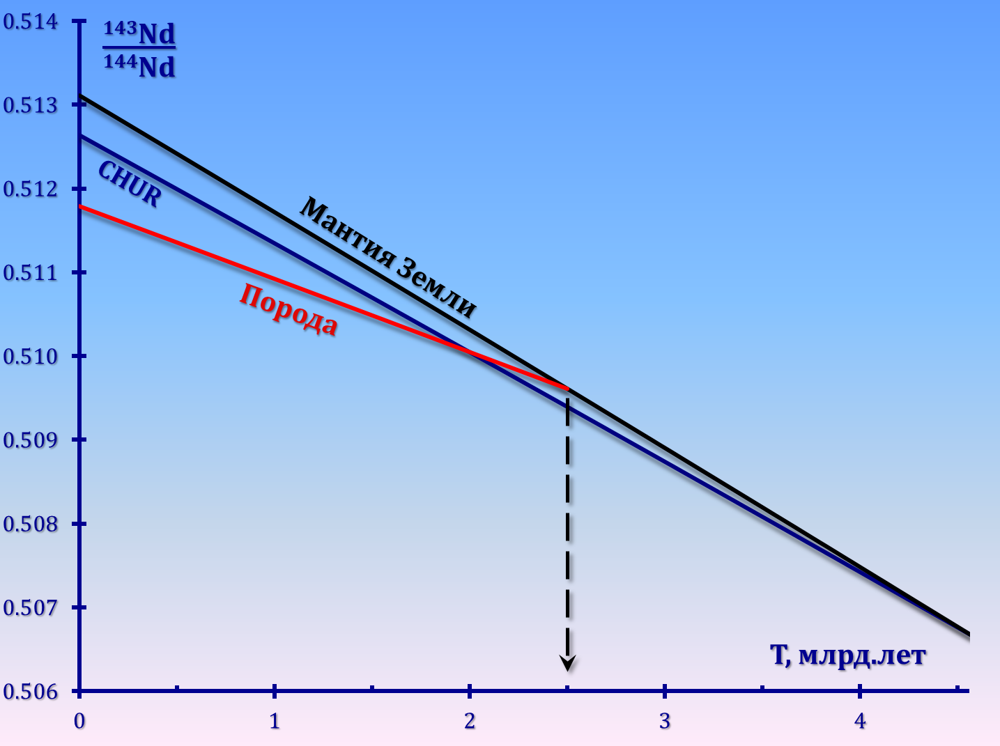 0.514
¹⁴³Nd
¹⁴⁴Nd
0.513
CHUR
0.512
Мантия Земли
0.511
Порода
0.510
0.509
0.508
0.507
Т, млрд.лет
0.506
0 1 2 3 4